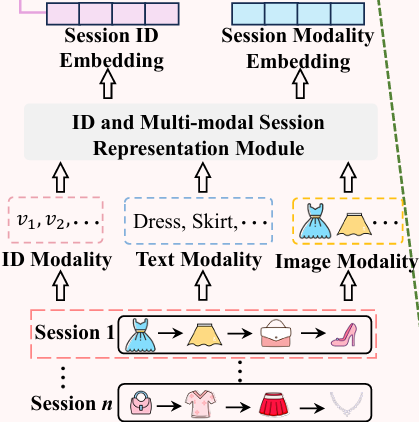 Session ID
Embedding
Session Modality
Embedding
ID and Multi-modal Session
Representation Module
v₁, v₂, ...
Dress, Skirt, ...
...
ID Modality
Text Modality
Image Modality
Session 1
⋮
⋮
Session n